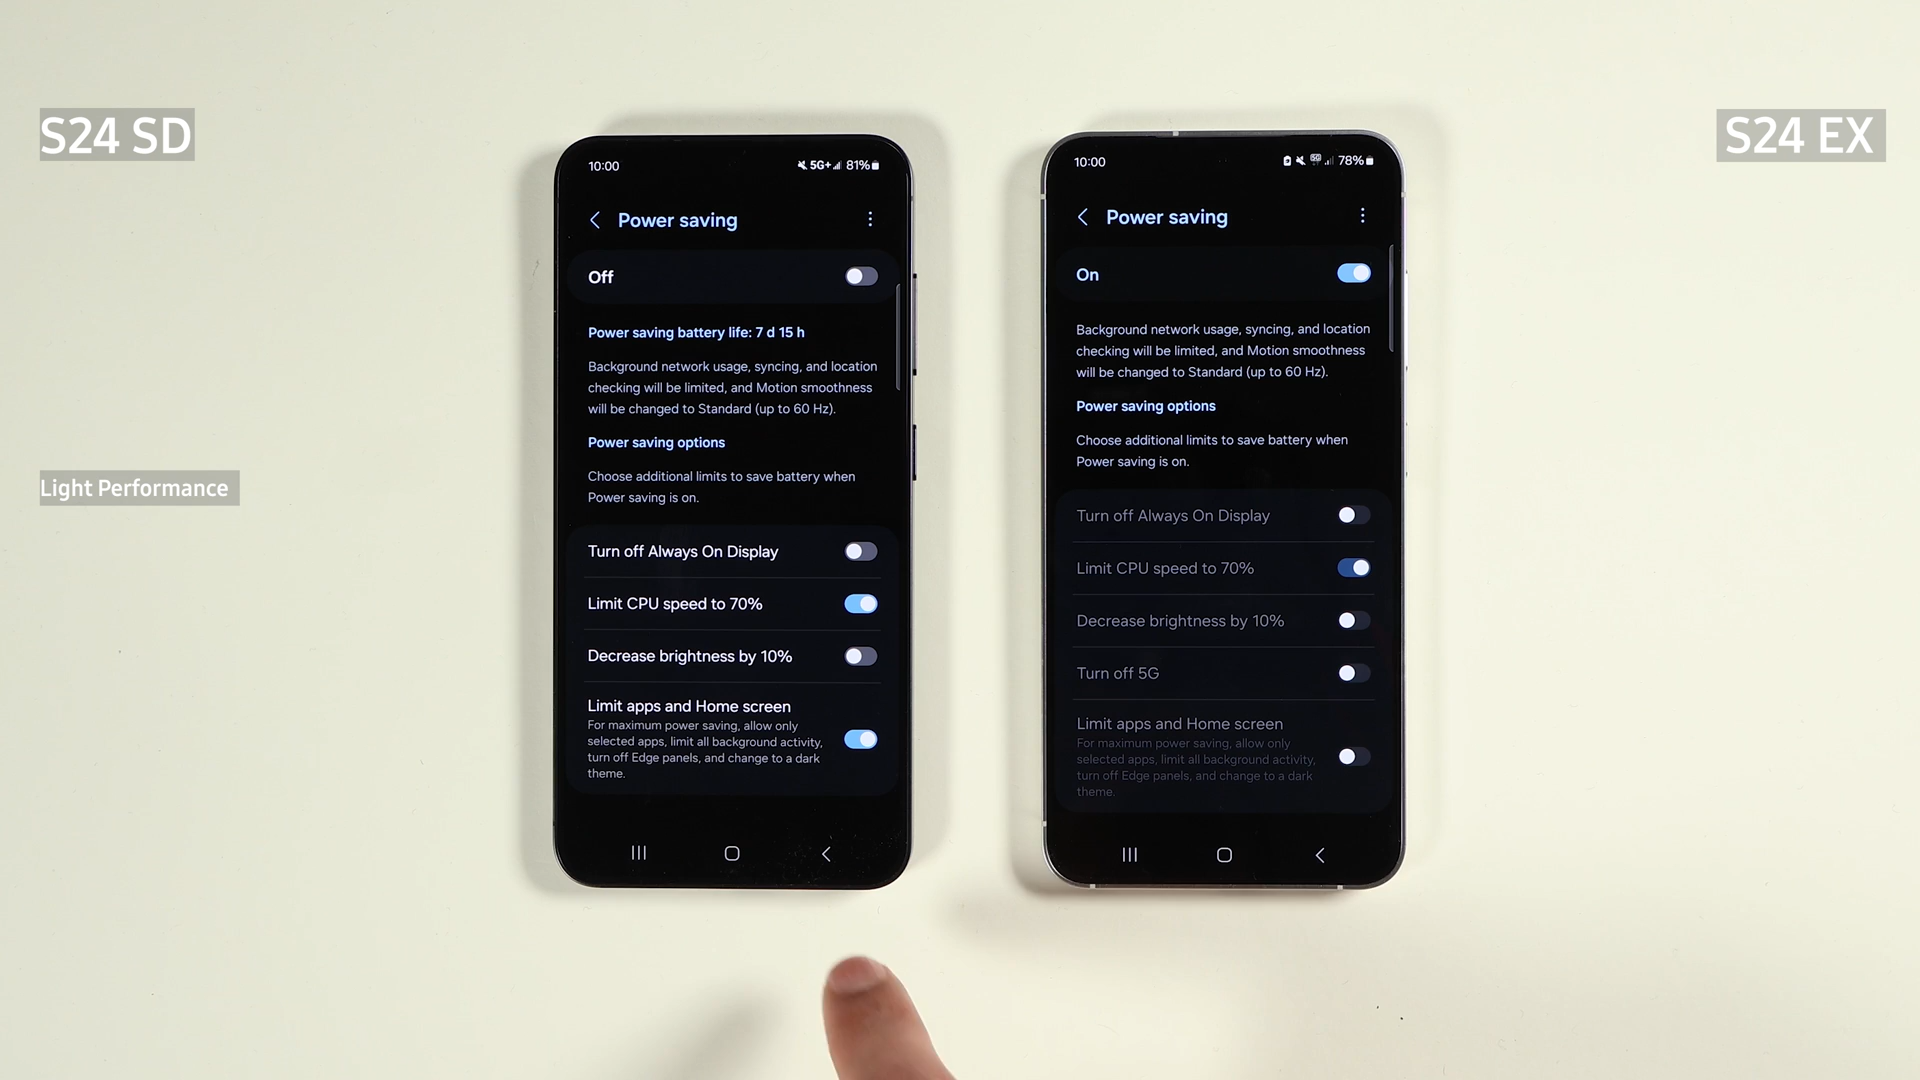 S24 SD
S24 EX
Light Performance
10:00
5G+ 81%
Power saving
Off
Power saving battery life: 7 d 15 h
Background network usage, syncing, and location
checking will be limited, and Motion smoothness
will be changed to Standard (up to 60 Hz).
Power saving options
Choose additional limits to save battery when
Power saving is on.
Turn off Always On Display
Limit CPU speed to 70%
Decrease brightness by 10%
Limit apps and Home screen
For maximum power saving, allow only
selected apps, limit all background activity,
turn off Edge panels, and change to a dark
theme.
10:00
78%
Power saving
On
Background network usage, syncing, and location
checking will be limited, and Motion smoothness
will be changed to Standard (up to 60 Hz).
Power saving options
Choose additional limits to save battery when
Power saving is on.
Turn off Always On Display
Limit CPU speed to 70%
Decrease brightness by 10%
Turn off 5G
Limit apps and Home screen
For maximum power saving, allow only
selected apps, limit all background activity,
turn off Edge panels, and change to a dark
theme.